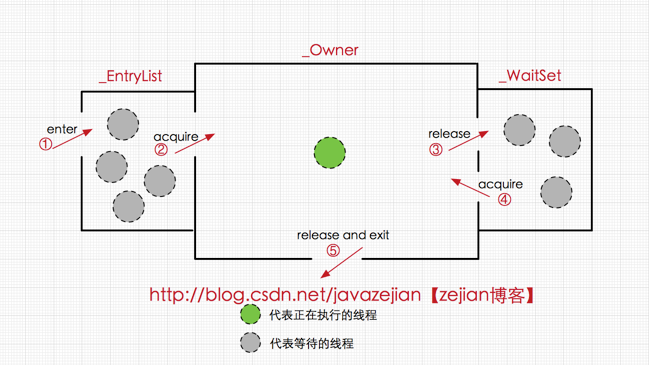 _Owner
_EntryList
_WaitSet
enter
①
acquire
②
release
③
acquire
④
release and exit
⑤
http://blog.csdn.net/javazejian【zejian博客】
代表正在执行的线程
代表等待的线程